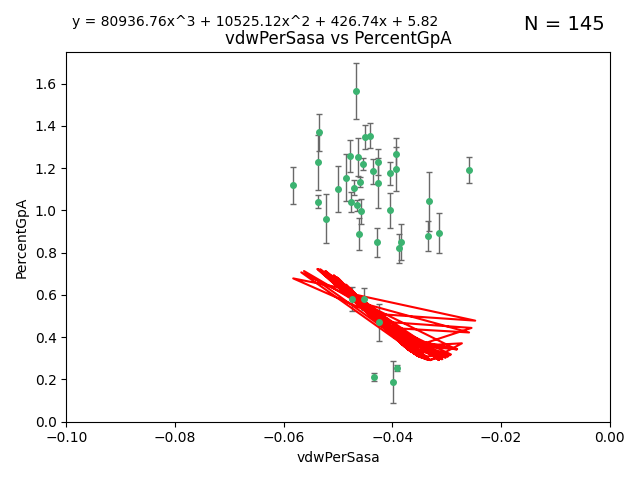 y = 80936.76x^3 + 10525.12x^2 + 426.74x + 5.82
N = 145
vdwPerSasa vs PercentGpA
PercentGpA
1.6
1.4
1.2
1.0
0.8
0.6
0.4
0.2
0.0
−0.10 −0.08 −0.06 −0.04 −0.02 0.00
vdwPerSasa